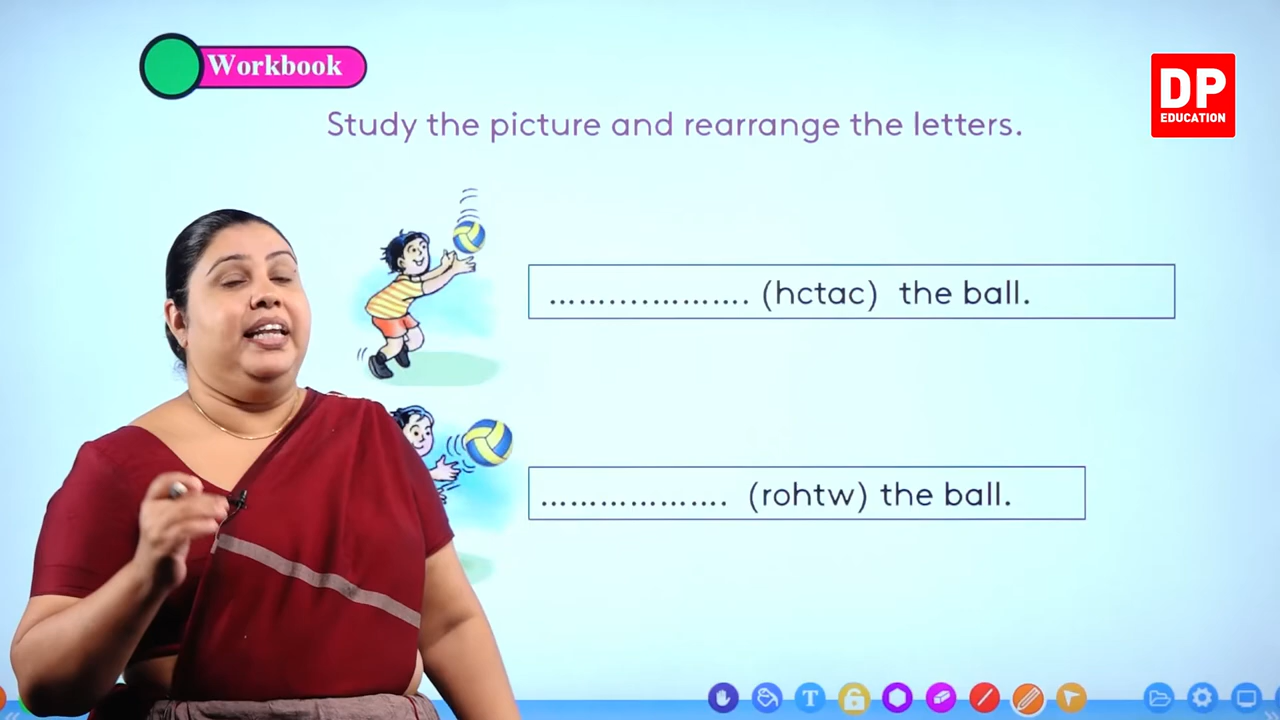 Workbook
DP
EDUCATION
Study the picture and rearrange the letters.
.................... (hctac) the ball.
................... (rohtw) the ball.
T